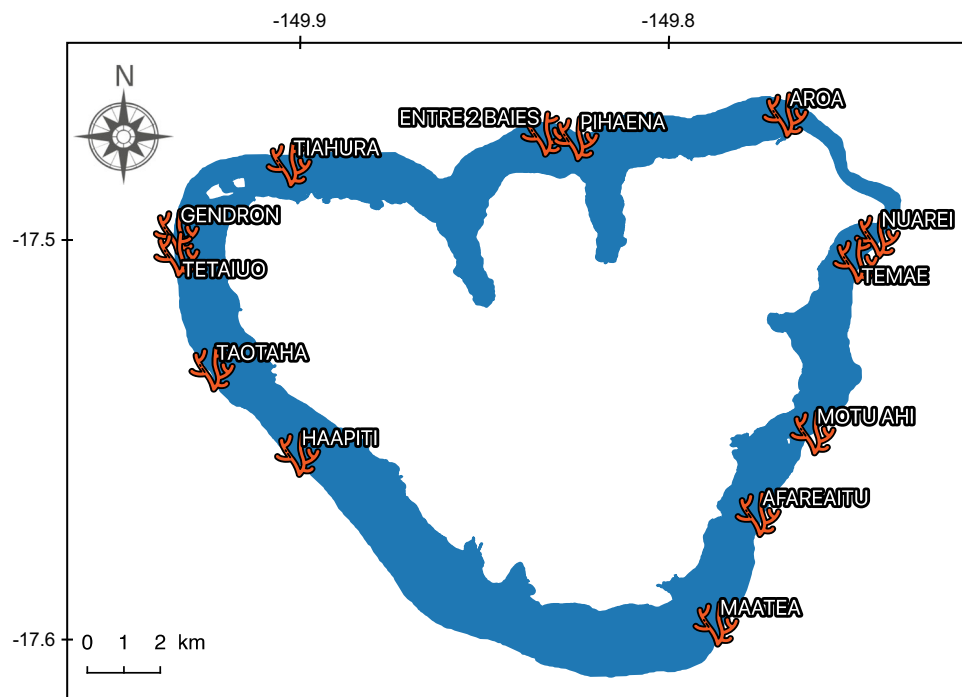 -149.9
-149.8
N
AROA
ENTRE 2 BAIES
PIHAENA
TIAHURA
GENDRON
NUAREI
-17.5
TETAIUO
TEMAE
TAOTAHA
MOTU AHI
HAAPITI
AFAREAITU
MAATEA
-17.6
0 1 2 km